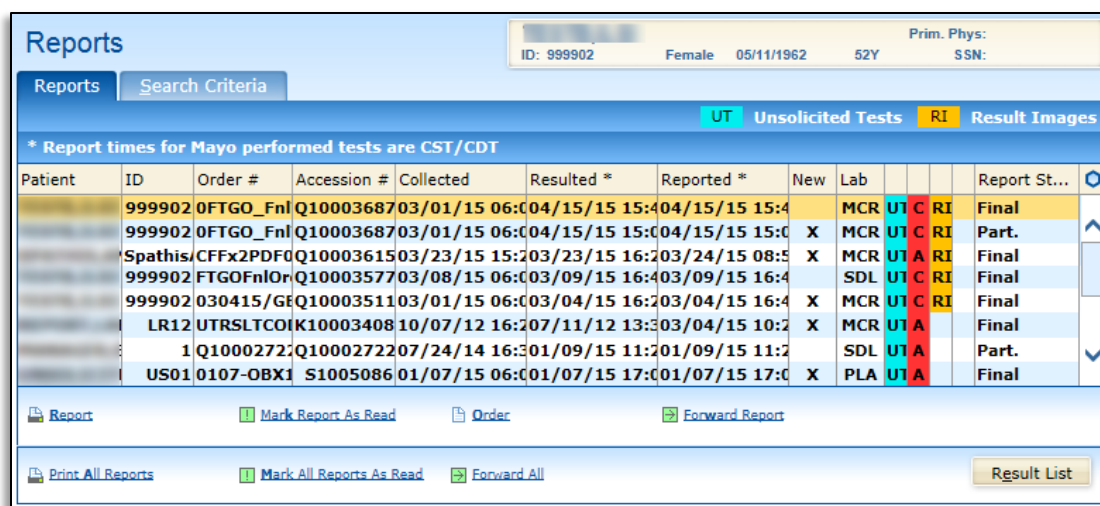 Reports
Prim. Phys:
ID: 999902 Female 05/11/1962 52Y SSN:
Reports Search Criteria
UT Unsolicited Tests RI Result Images
* Report times for Mayo performed tests are CST/CDT
Patient ID Order # Accession # Collected Resulted * Reported * New Lab Report St...
999902 0FTGO_Fnl Q10003687 03/01/15 06:0 04/15/15 15:4 04/15/15 15:4 MCR UT C RI Final
999902 0FTGO_Fnl Q10003687 03/01/15 06:0 04/15/15 15:0 04/15/15 15:0 X MCR UT C RI Part.
Spathis CFFx2PDF0 Q10003615 03/23/15 15:2 03/23/15 16:2 03/24/15 08:5 X MCR UT A RI Final
999902 FTGOFnlOr Q10003577 03/01/15 06:0 03/09/15 16:4 03/09/15 16:4 SDL UT C RI Final
999902 030415/GE Q10003511 03/01/15 06:0 03/04/15 16:2 03/04/15 16:4 X MCR UT C RI Final
LR12 UTRSLTCO K10003408 10/07/12 16:2 07/11/12 13:3 03/04/15 10:2 X MCR UT A Final
1 Q1000272 Q10002722 07/24/14 16:3 01/09/15 11:2 01/09/15 11:2 SDL UT A Part.
US01 0107-OBX1 S1005086 01/07/15 06:0 01/07/15 17:0 01/07/15 17:0 X PLA UT A Final
Report Mark Report As Read Order Forward Report
Print All Reports Mark All Reports As Read Forward All Result List